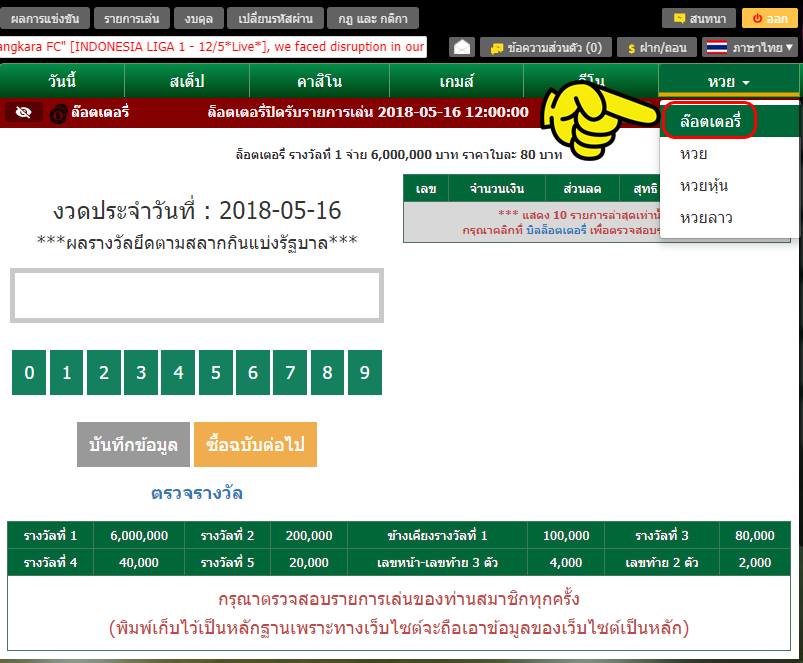 ผลการแข่งขัน รายการเล่น งบดุล เปลี่ยนรหัสผ่าน กฎ และ กติกา สนทนา ออก
angkara FC" [INDONESIA LIGA 1 - 12/5*Live*], we faced disruption in our ข้อความส่วนตัว (0) $ ฝาก/ถอน ภาษาไทย
วันนี้ สเต็ป คาสิโน เกมส์ หวย
ล๊อตเตอรี่ ล็อตเตอรี่ปิดรับรายการเล่น 2018-05-16 12:00:00 ล๊อตเตอรี่
หวย
หวยหุ้น
หวยลาว
ล็อตเตอรี่ รางวัลที่ 1 จ่าย 6,000,000 บาท ราคาใบละ 80 บาท
เลข จำนวนเงิน ส่วนลด สุทธิ
*** แสดง 10 รายการล่าสุดเท่านั้น
กรุณาคลิกที่ บิลล็อตเตอรี่ เพื่อตรวจสอบ
งวดประจำวันที่ : 2018-05-16
***ผลรางวัลยึดตามสลากกินแบ่งรัฐบาล***
0 1 2 3 4 5 6 7 8 9
บันทึกข้อมูล ซื้อฉบับต่อไป
ตรวจรางวัล
รางวัลที่ 1 6,000,000 รางวัลที่ 2 200,000 ข้างเคียงรางวัลที่ 1 100,000 รางวัลที่ 3 80,000
รางวัลที่ 4 40,000 รางวัลที่ 5 20,000 เลขหน้า-เลขท้าย 3 ตัว 4,000 เลขท้าย 2 ตัว 2,000
กรุณาตรวจสอบรายการเล่นของท่านสมาชิกทุกครั้ง
(พิมพ์เก็บไว้เป็นหลักฐานเพราะทางเว็บไซต์จะถือเอาข้อมูลของเว็บไซต์เป็นหลัก)